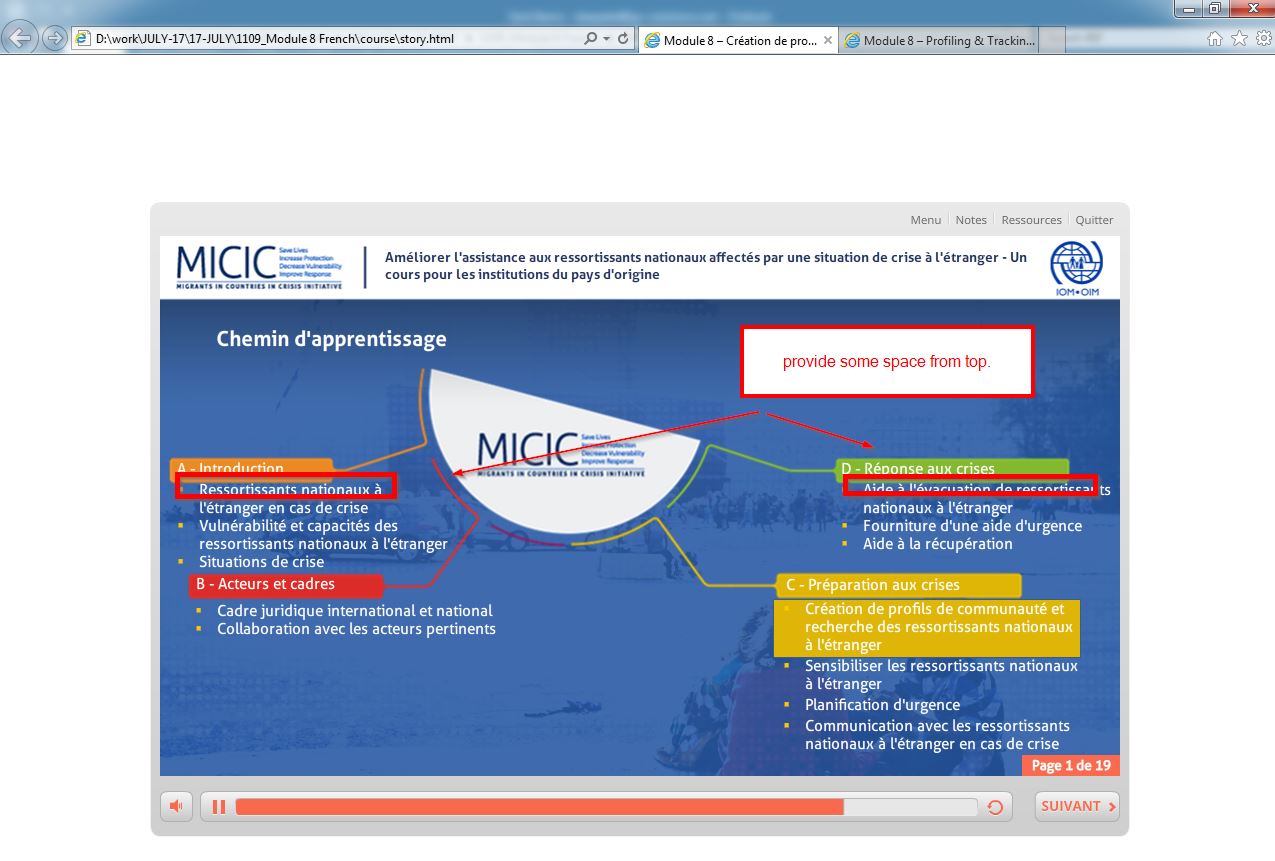 D:\work\JULY-17\17-JULY\1109_Module 8 French\course\story.html
Module 8 – Création de pro...
Module 8 – Profiling & Trackin...
Menu
Notes
Ressources
Quitter
MICIC
Save Lives
Increase Protection
Decrease Vulnerability
Improve Response
MIGRANTS IN COUNTRIES IN CRISIS INITIATIVE
Améliorer l'assistance aux ressortissants nationaux affectés par une situation de crise à l'étranger - Un
cours pour les institutions du pays d'origine
IOM•OIM
Chemin d'apprentissage
provide some space from top.
MICIC
Save Lives
Increase Protection
Decrease Vulnerability
Improve Response
MIGRANTS IN COUNTRIES IN CRISIS INITIATIVE
A - Introduction
Ressortissants nationaux à
l'étranger en cas de crise
Vulnérabilité et capacités des
ressortissants nationaux à l'étranger
Situations de crise
B - Acteurs et cadres
Cadre juridique international et national
Collaboration avec les acteurs pertinents
D - Réponse aux crises
Aide à l'évacuation de ressortissants
nationaux à l'étranger
Fourniture d'une aide d'urgence
Aide à la récupération
C - Préparation aux crises
Création de profils de communauté et
recherche des ressortissants nationaux
à l'étranger
Sensibiliser les ressortissants nationaux
à l'étranger
Planification d'urgence
Communication avec les ressortissants
nationaux à l'étranger en cas de crise
Page 1 de 19
SUIVANT